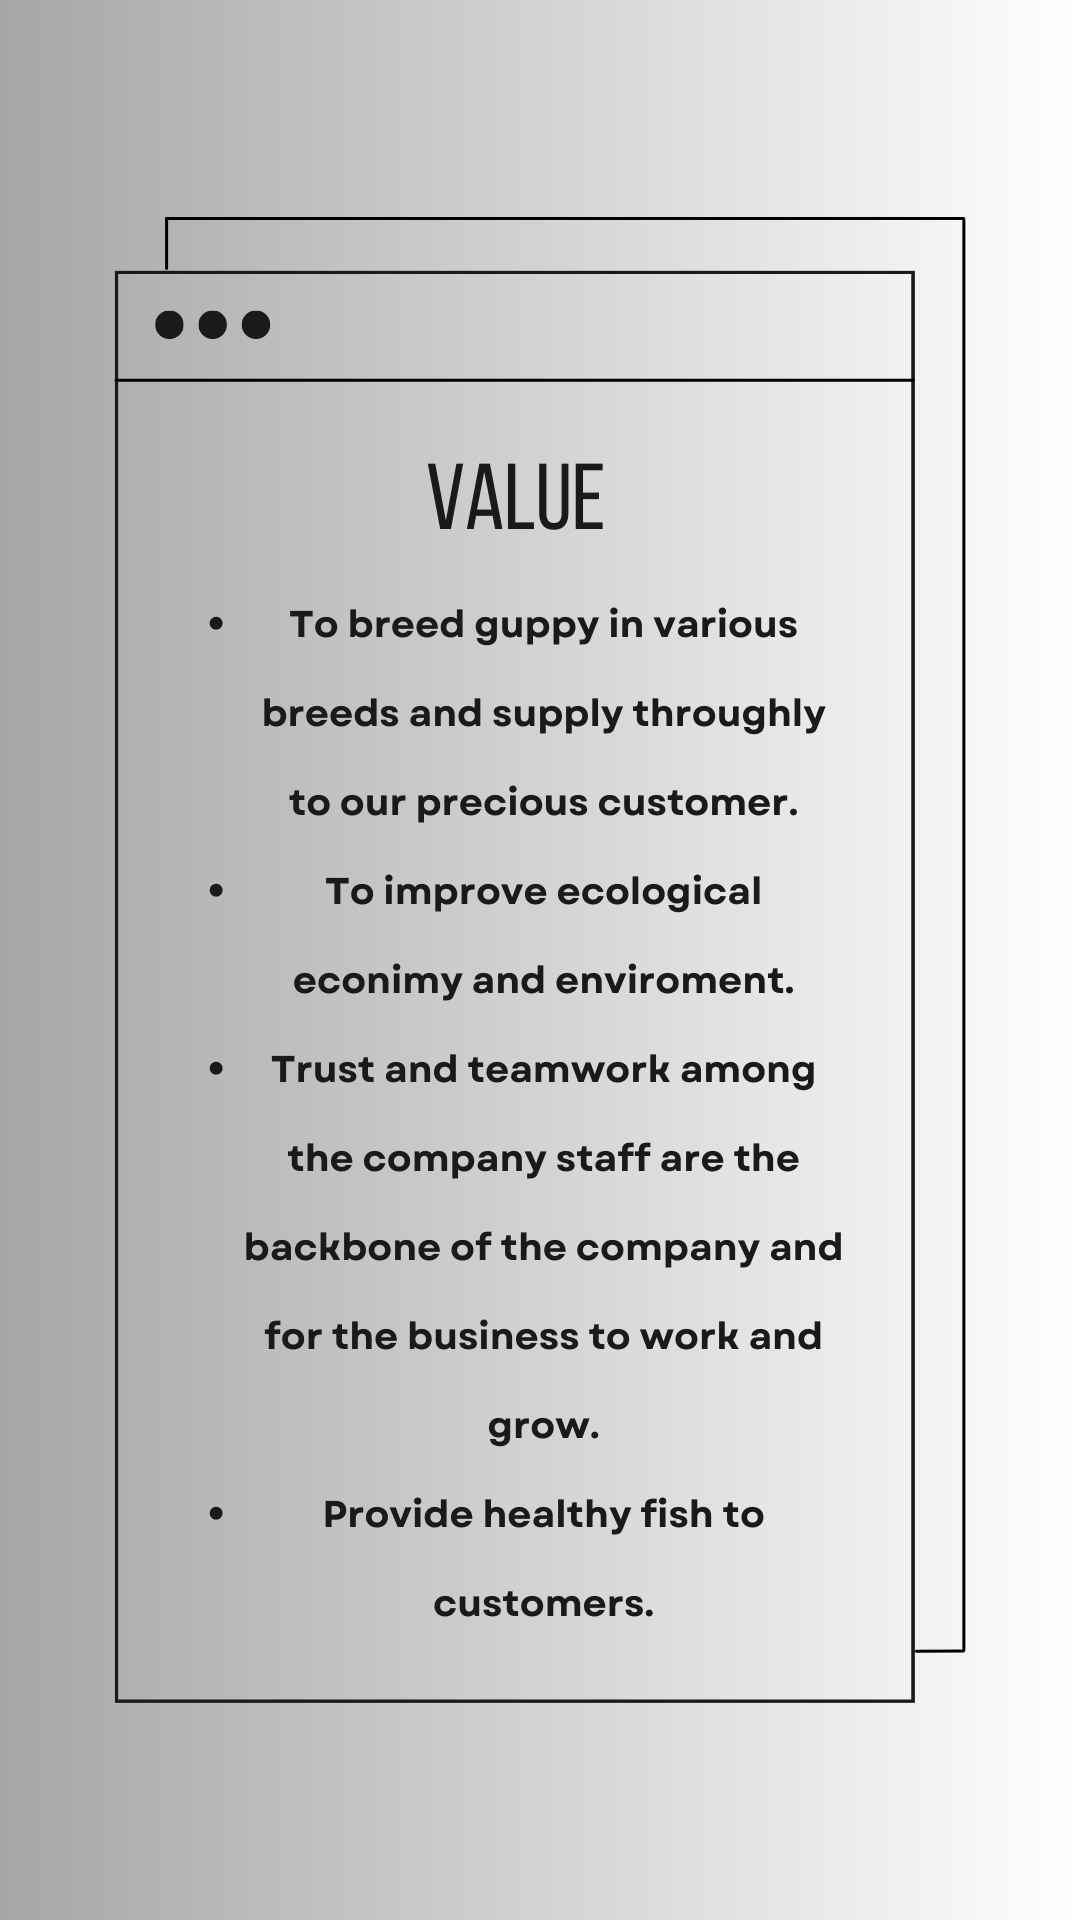 VALUE
• To breed guppy in various
breeds and supply throughly
to our precious customer.
• To improve ecological
econimy and enviroment.
• Trust and teamwork among
the company staff are the
backbone of the company and
for the business to work and
grow.
• Provide healthy fish to
customers.